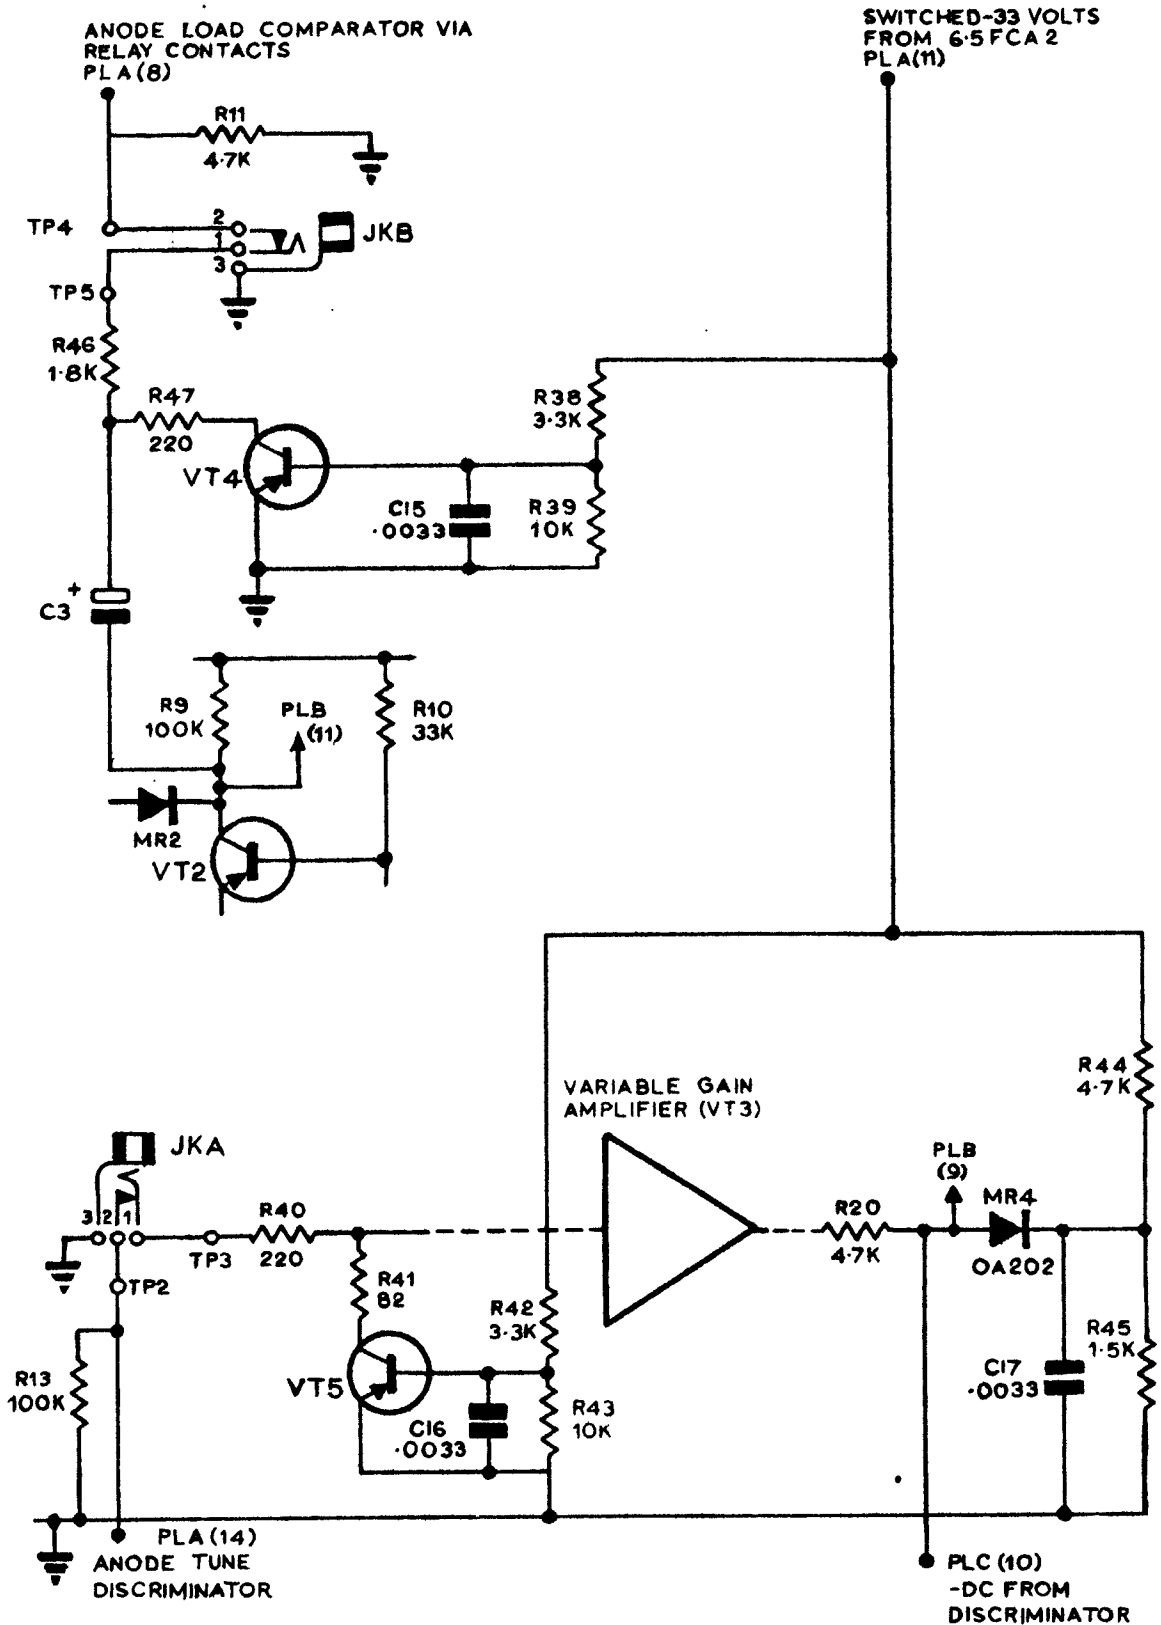 ANODE LOAD COMPARATOR VIA
RELAY CONTACTS
PLA(8)
SWITCHED-33 VOLTS
FROM 6·5FCA2
PLA(11)
R11
4·7K
TP4
2
1
3
JKB
TP5
R46
1·8K
R47
220
VT4
R38
3·3K
C15
·0033
R39
10K
+
C3
R9
100K
PLB
(11)
R10
33K
MR2
VT2
R44
4·7K
VARIABLE GAIN
AMPLIFIER (VT3)
JKA
3 2 1
R40
220
TP3
TP2
R41
82
R42
3·3K
R20
4·7K
PLB
(9)
MR4
OA202
R13
100K
VT5
C16
·0033
R43
10K
C17
·0033
R45
1·5K
PLA(14)
ANODE TUNE
DISCRIMINATOR
PLC(10)
-DC FROM
DISCRIMINATOR